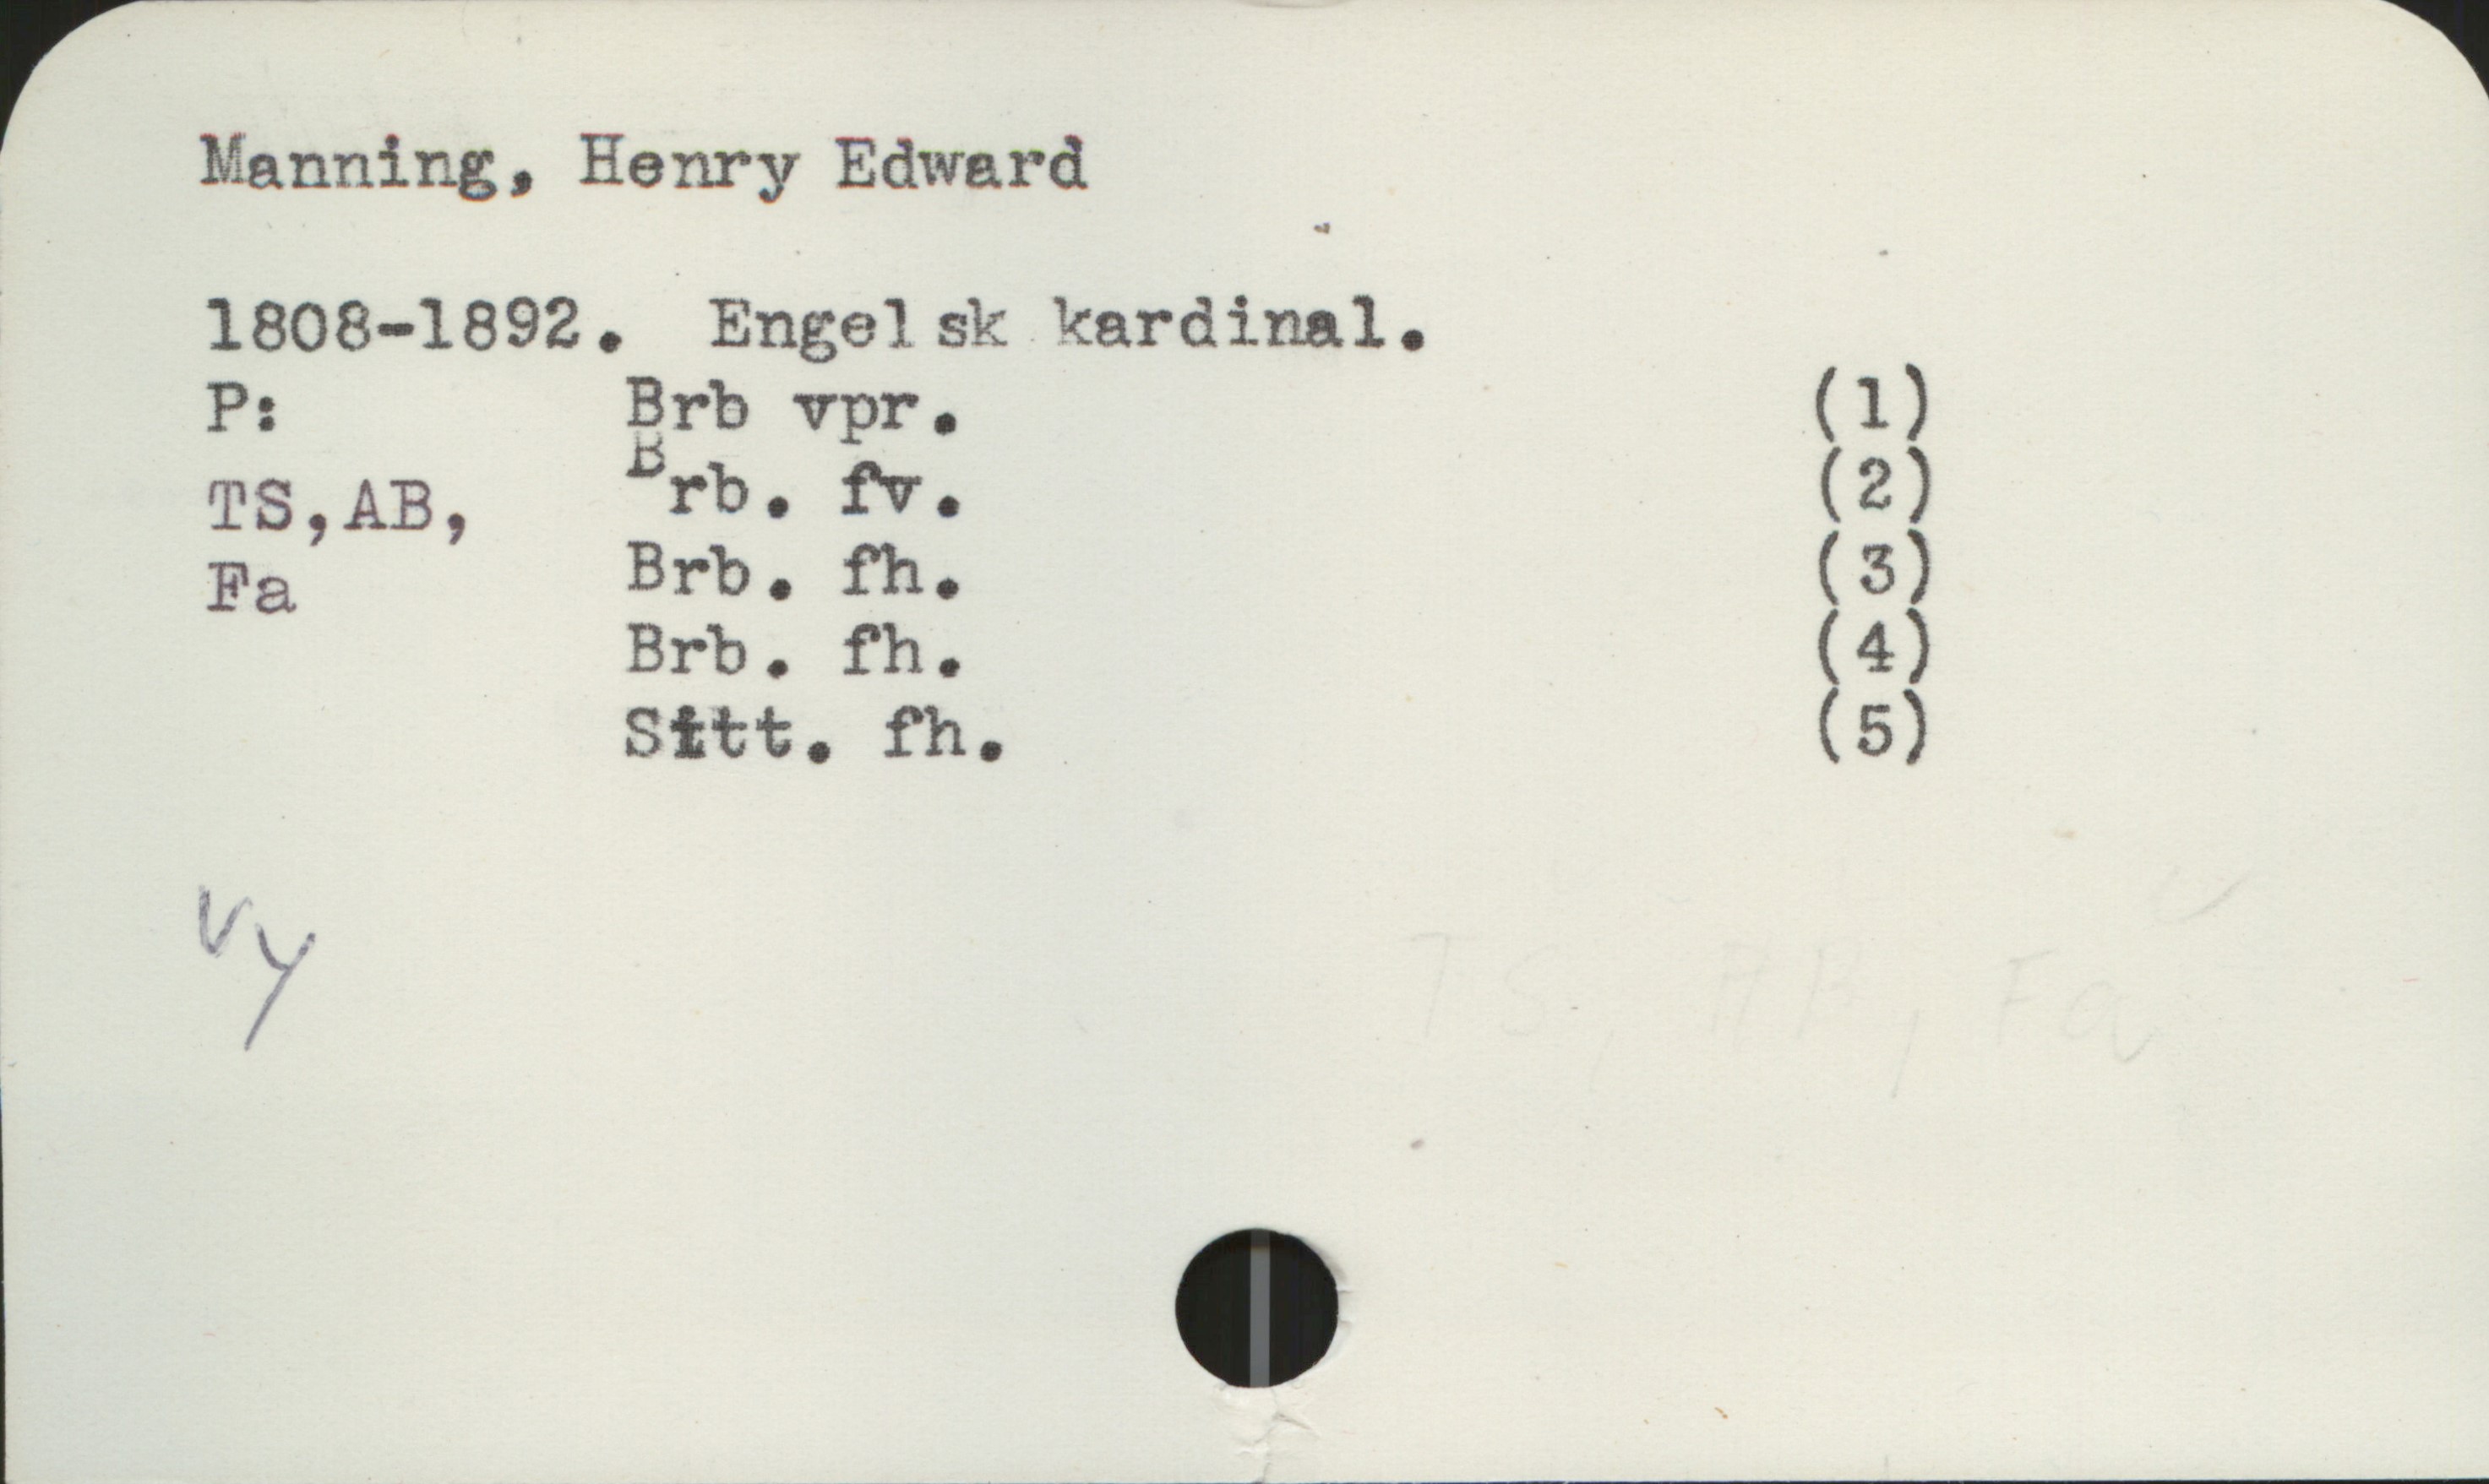 Manning, Henry Edward
1808-1892. Engelsk kardinal.
P: Brb vpr. (1)
TS,AB, Brb. fv. (2)
Fa Brb. fh. (3)
Brb. fh. (4)
Sitt. fh. (5)
Vy
TS, AB, Fa